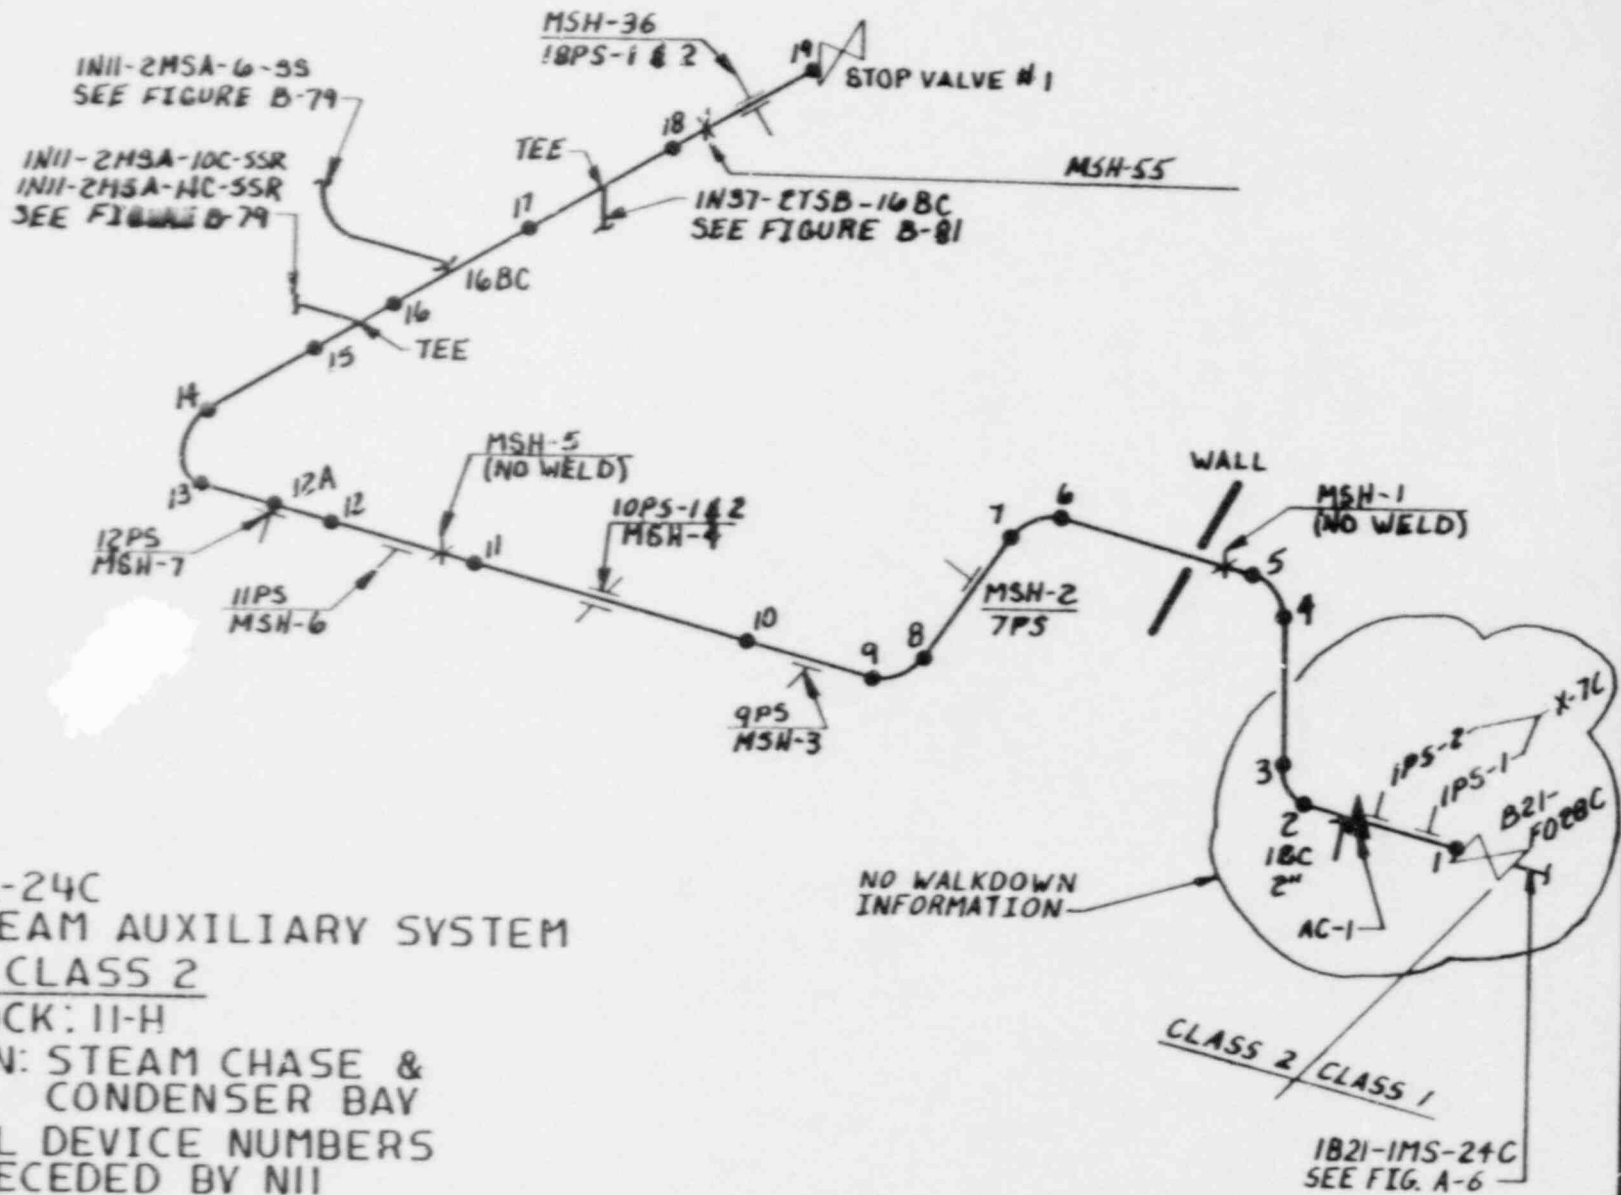 MSH-36
18PS-1 & 2
19
STOP VALVE #1
1N11-2MSA-6-SS
SEE FIGURE B-79
18
TEE
MSH-55
1N11-2MSA-10C-SSR
SEE FIGURE B-79
1N37-2TSB-16BC
SEE FIGURE B-81
17
16BC
16
TEE
15
14
MSH-5
(NO WELD)
WALL
MSH-1
(NO WELD)
13
12A
12
10PS-1 & 2
MSH-4
11
7
6
5
12PS
MSH-7
11PS
MSH-6
MSH-2
7PS
4
10
9
8
9PS
MSH-3
X-7C
1PS-2
1PS-1
3
B21-
F028C
2
1BC
2"
1
AC-1
NO WALKDOWN
INFORMATION
-24C
EAM AUXILIARY SYSTEM
CLASS 2
CK: 11-H
N: STEAM CHASE &
CONDENSER BAY
L DEVICE NUMBERS
ECEDED BY N11
CLASS 2 CLASS 1
1B21-1MS-24C
SEE FIG. A-6